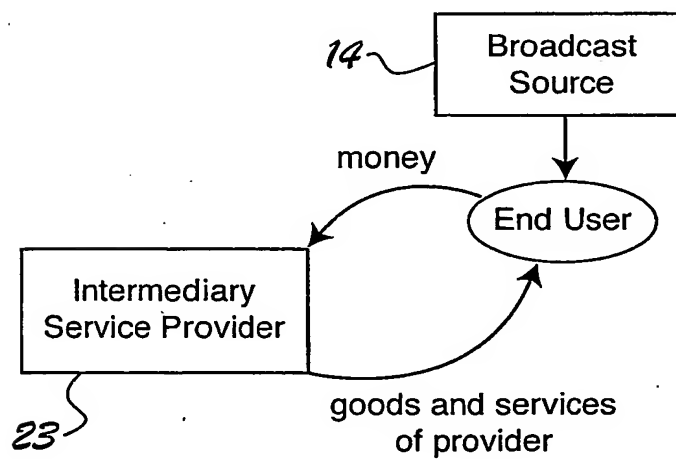 14
Broadcast
Source
money
End User
Intermediary
Service Provider
23
goods and services
of provider